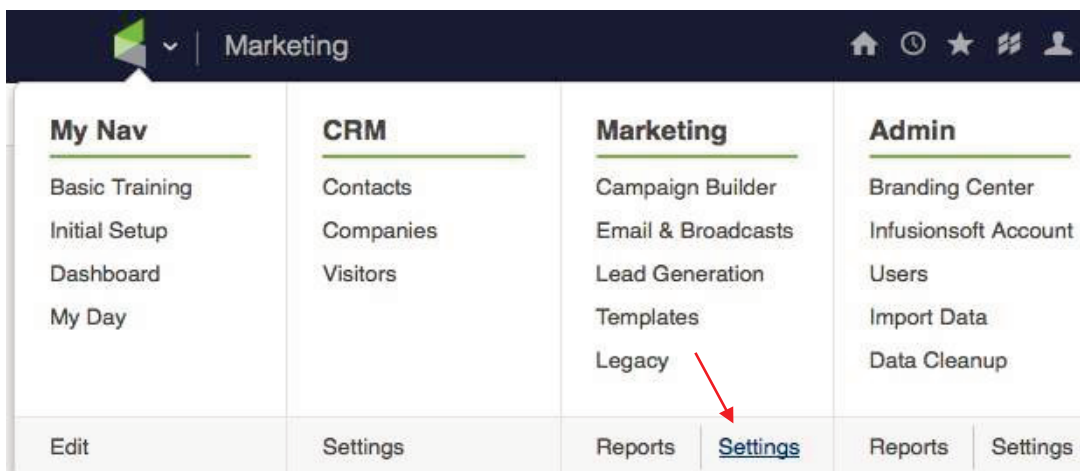 Marketing
My Nav
Basic Training
Initial Setup
Dashboard
My Day
Edit
CRM
Contacts
Companies
Visitors
Settings
Marketing
Campaign Builder
Email & Broadcasts
Lead Generation
Templates
Legacy
Reports Settings
Admin
Branding Center
Infusionsoft Account
Users
Import Data
Data Cleanup
Reports Settings